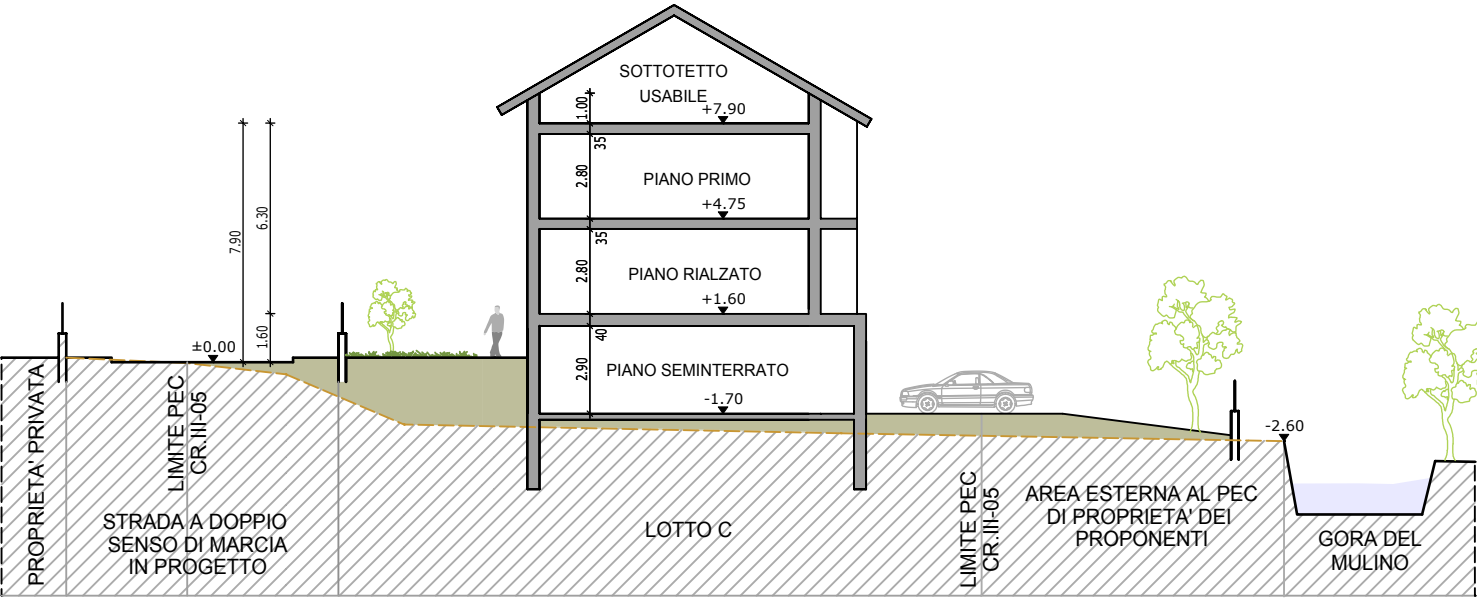 SOTTOTETTO
USABILE
1.00
+7.90
35
2.80
PIANO PRIMO
+4.75
35
2.80
PIANO RIALZATO
+1.60
40
2.90
PIANO SEMINTERRATO
-1.70
7.90
6.30
1.60
±0.00
PROPRIETA' PRIVATA
LIMITE PEC
CR.III-05
STRADA A DOPPIO
SENSO DI MARCIA
IN PROGETTO
LOTTO C
LIMITE PEC
CR.III-05
AREA ESTERNA AL PEC
DI PROPRIETA' DEI
PROPONENTI
-2.60
GORA DEL
MULINO